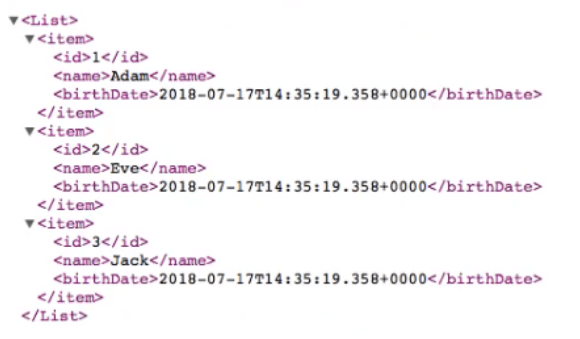 <List>
<item>
<id>1</id>
<name>Adam</name>
<birthDate>2018-07-17T14:35:19.358+0000</birthDate>
</item>
<item>
<id>2</id>
<name>Eve</name>
<birthDate>2018-07-17T14:35:19.358+0000</birthDate>
</item>
<item>
<id>3</id>
<name>Jack</name>
<birthDate>2018-07-17T14:35:19.358+0000</birthDate>
</item>
</List>